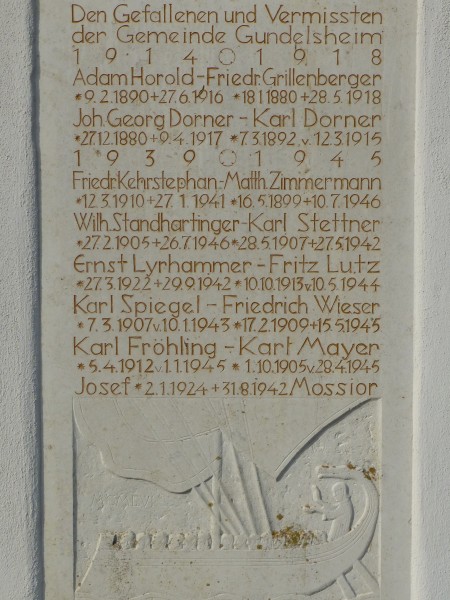 Den Gefallenen und Vermissten
der Gemeinde Gundelsheim
1914 1918
Adam Horold-Friedr.Grillenberger
*9.2.1890+27.6.1916 *18.1.1880+28.5.1918
Joh.Georg Dorner - Karl Dorner
*27.12.1880+9.4.1917 *7.3.1892.v.12.3.1915
1939 1945
Friedr.Kehrstephan-Matth.Zimmermann
*12.3.1910+27.1.1941 *16.5.1899+10.7.1946
Wilh.Standhartinger-Karl Stettner
*27.2.1905+26.7.1946 *28.5.1907+27.5.1942
Ernst Lyrhammer-Fritz Lutz
*27.3.1922+29.9.1942 *10.10.1913v.10.5.1944
Karl Spiegel - Friedrich Wieser
*7.3.1907v.10.1.1943 *17.2.1909+15.5.1945
Karl Fröhling - Kart Mayer
*5.4.1912v.1.1.1945 *1.10.1905v.28.4.1945
Josef *2.1.1924+31.8.1942 Mossior